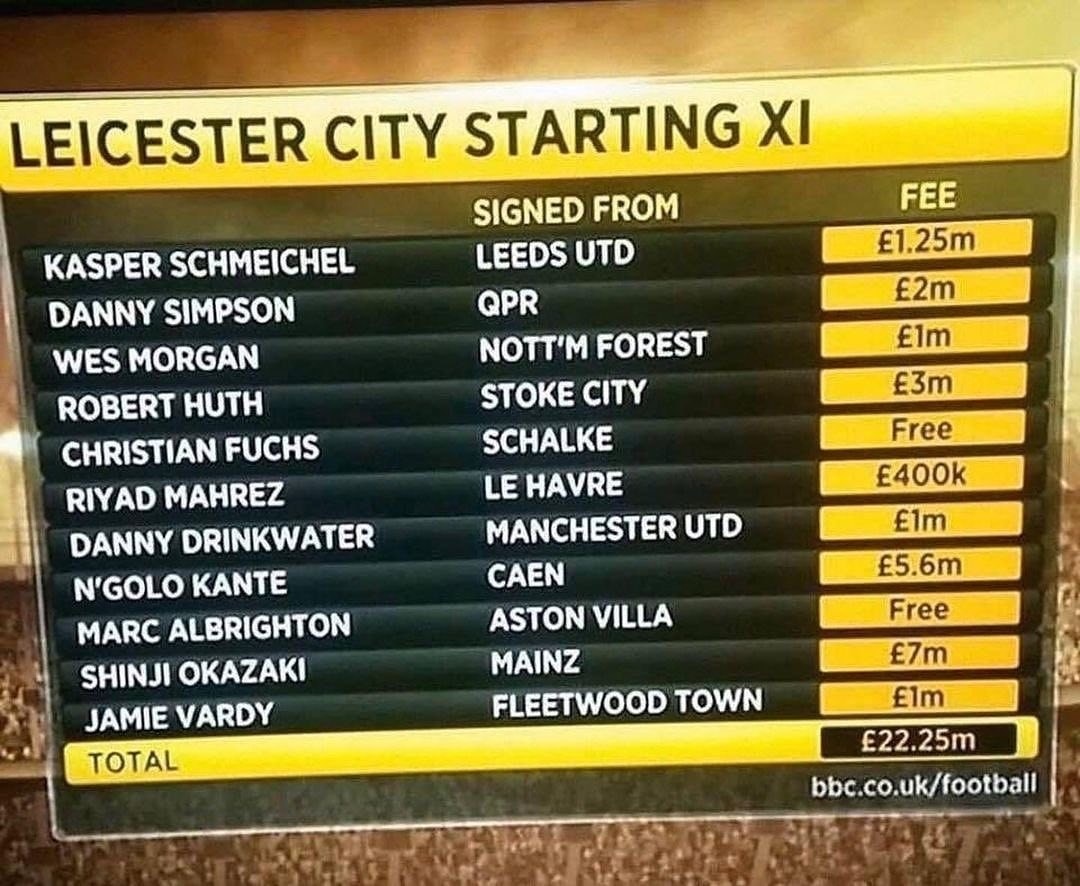 LEICESTER CITY STARTING XI
SIGNED FROM FEE
KASPER SCHMEICHEL LEEDS UTD £1.25m
DANNY SIMPSON QPR £2m
WES MORGAN NOTT'M FOREST £1m
ROBERT HUTH STOKE CITY £3m
CHRISTIAN FUCHS SCHALKE Free
RIYAD MAHREZ LE HAVRE £400k
DANNY DRINKWATER MANCHESTER UTD £1m
N'GOLO KANTE CAEN £5.6m
MARC ALBRIGHTON ASTON VILLA Free
SHINJI OKAZAKI MAINZ £7m
JAMIE VARDY FLEETWOOD TOWN £1m
TOTAL £22.25m
bbc.co.uk/football